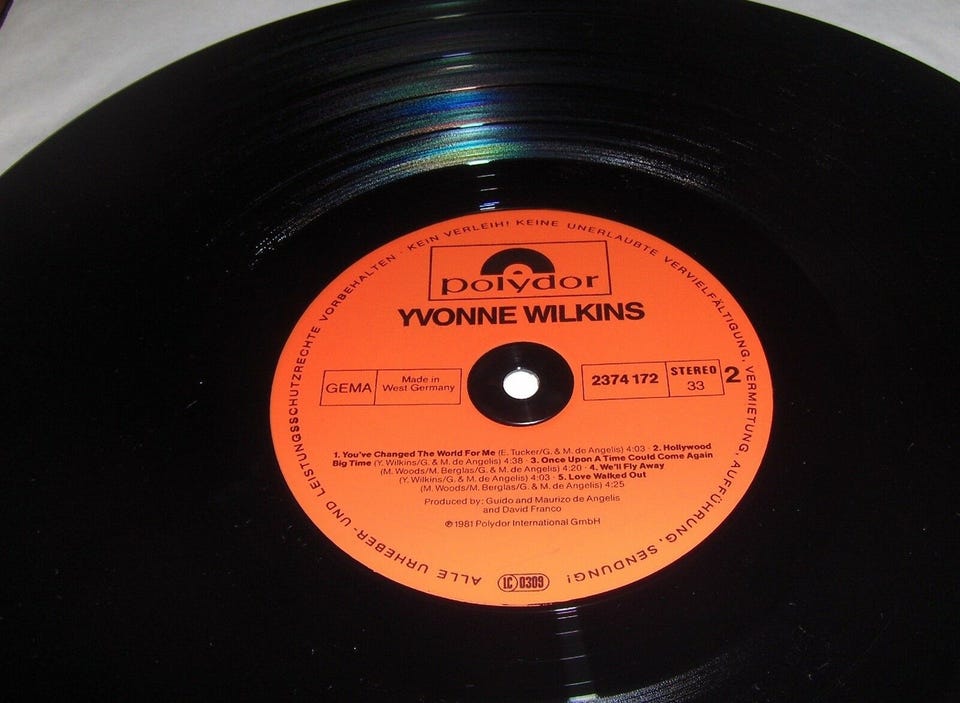 ALLE URHEBER- UND LEISTUNGSSCHUTZRECHTE VORBEHALTEN · KEIN VERLEIH! KEINE UNERLAUBTE VERVIELFÄLTIGUNG, VERMIETUNG, AUFFÜHRUNG, SENDUNG!
polydor
YVONNE WILKINS
GEMA
Made in
West Germany
2374 172
STEREO
33
2
1. You've Changed The World For Me (E. Tucker/G. & M. de Angelis) 4:03 · 2. Hollywood
Big Time (Y. Wilkins/G. & M. de Angelis) 4:38 · 3. Once Upon A Time Could Come Again
(M. Woods/M. Berglas/G. & M. de Angelis) 4:20 · 4. We'll Fly Away
(Y. Wilkins/G. & M. de Angelis) 4:03 · 5. Love Walked Out
(M. Woods/M. Berglas/G. & M. de Angelis) 4:25
Produced by: Guido and Maurizo de Angelis
and David Franco
℗ 1981 Polydor International GmbH
LC 0309